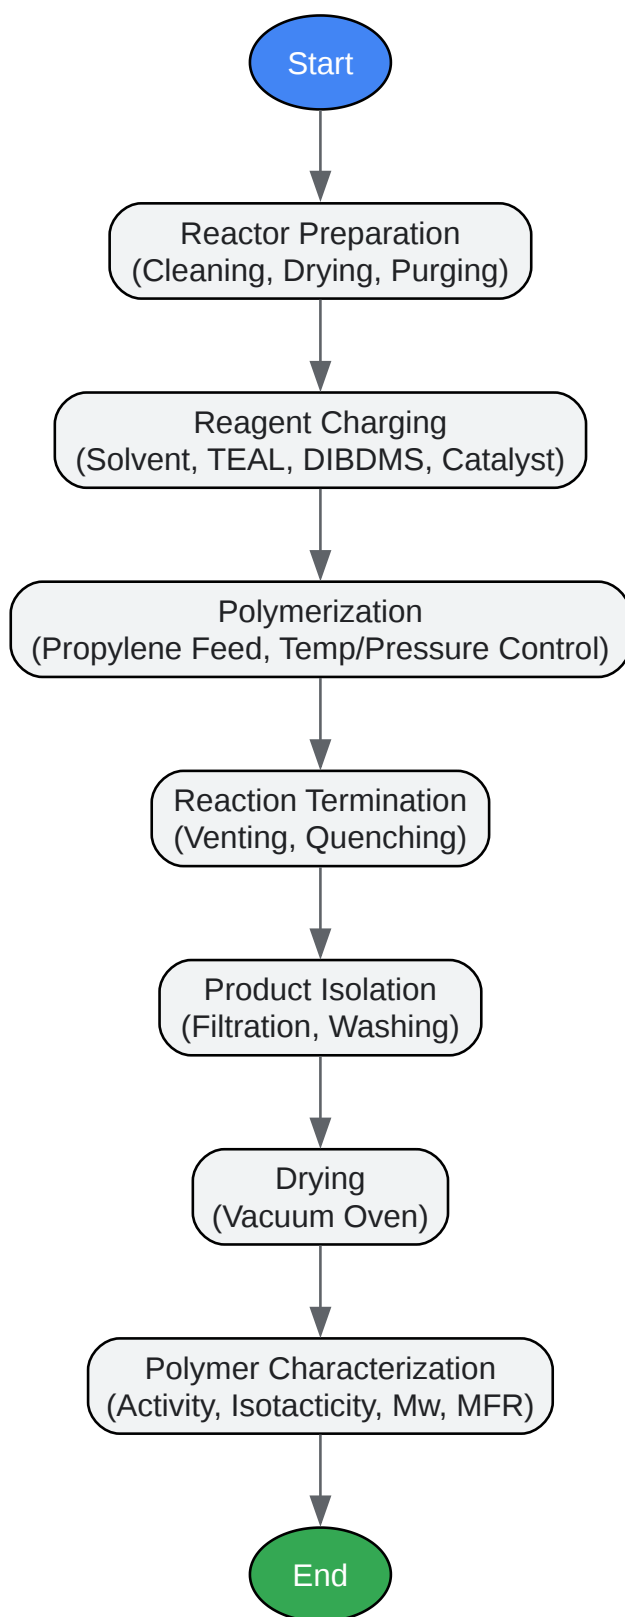 Start
Reactor Preparation
(Cleaning, Drying, Purging)
Reagent Charging
(Solvent, TEAL, DIBDMS, Catalyst)
Polymerization
(Propylene Feed, Temp/Pressure Control)
Reaction Termination
(Venting, Quenching)
Product Isolation
(Filtration, Washing)
Drying
(Vacuum Oven)
Polymer Characterization
(Activity, Isotacticity, Mw, MFR)
End